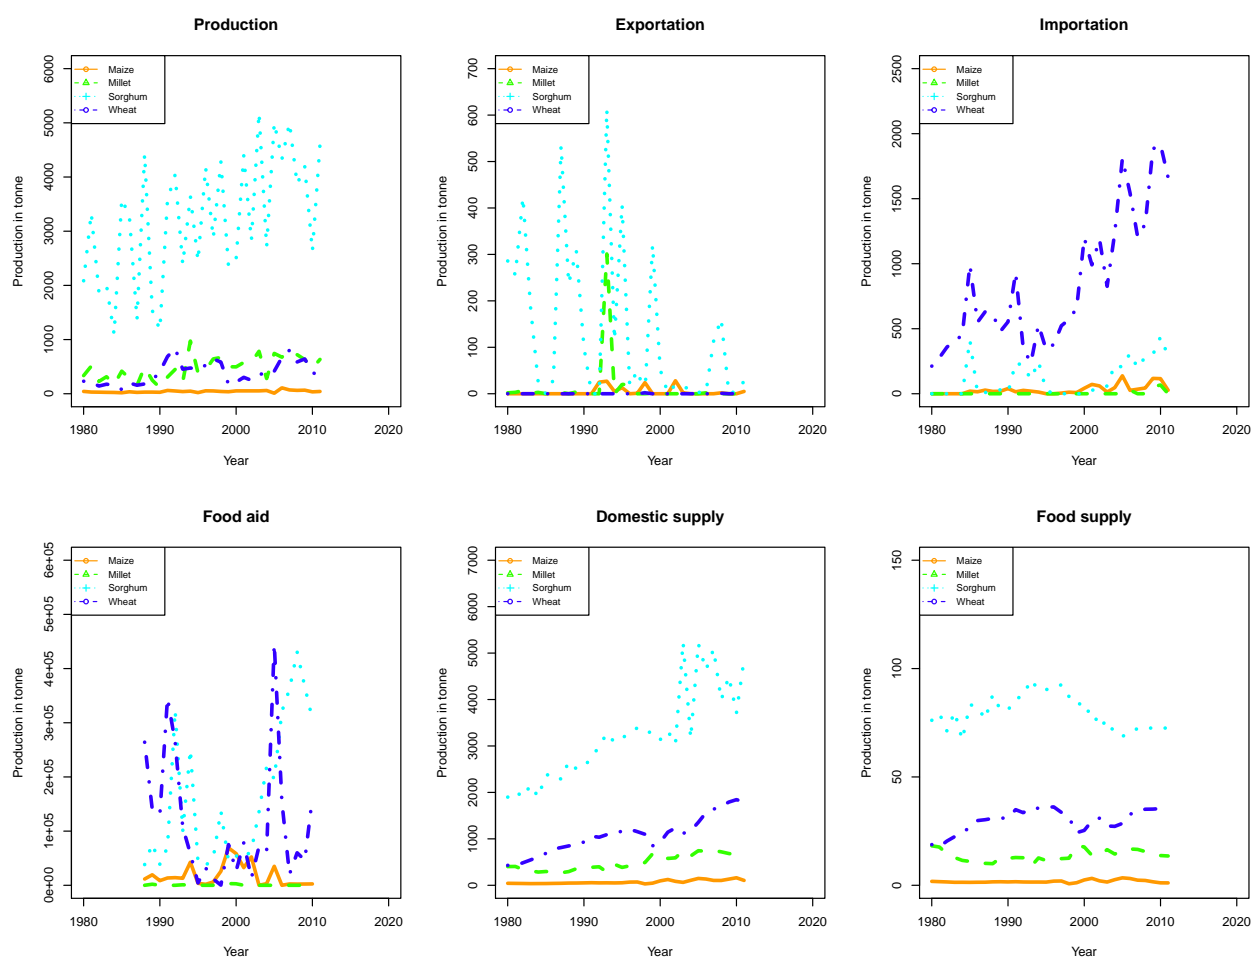 Production
Production in tonne
6000
5000
4000
3000
2000
1000
0
Maize
Millet
Sorghum
Wheat
1980 1990 2000 2010 2020
Year
Exportation
Production in tonne
700
600
500
400
300
200
100
0
Maize
Millet
Sorghum
Wheat
1980 1990 2000 2010 2020
Year
Importation
Production in tonne
2500
2000
1500
1000
500
0
Maize
Millet
Sorghum
Wheat
1980 1990 2000 2010 2020
Year
Food aid
Production in tonne
6e+05
5e+05
4e+05
3e+05
2e+05
1e+05
0e+00
Maize
Millet
Sorghum
Wheat
1980 1990 2000 2010 2020
Year
Domestic supply
Production in tonne
7000
6000
5000
4000
3000
2000
1000
0
Maize
Millet
Sorghum
Wheat
1980 1990 2000 2010 2020
Year
Food supply
Production in tonne
150
100
50
0
Maize
Millet
Sorghum
Wheat
1980 1990 2000 2010 2020
Year